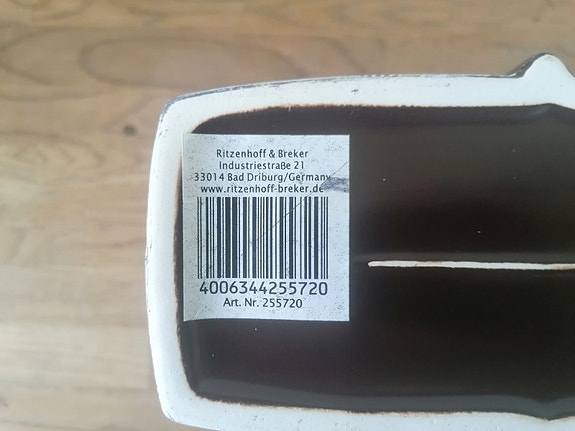 Ritzenhoff & Breker
Industriestraße 21
33014 Bad Driburg/Germany
www.ritzenhoff-breker.de
4006344255720
Art. Nr. 255720